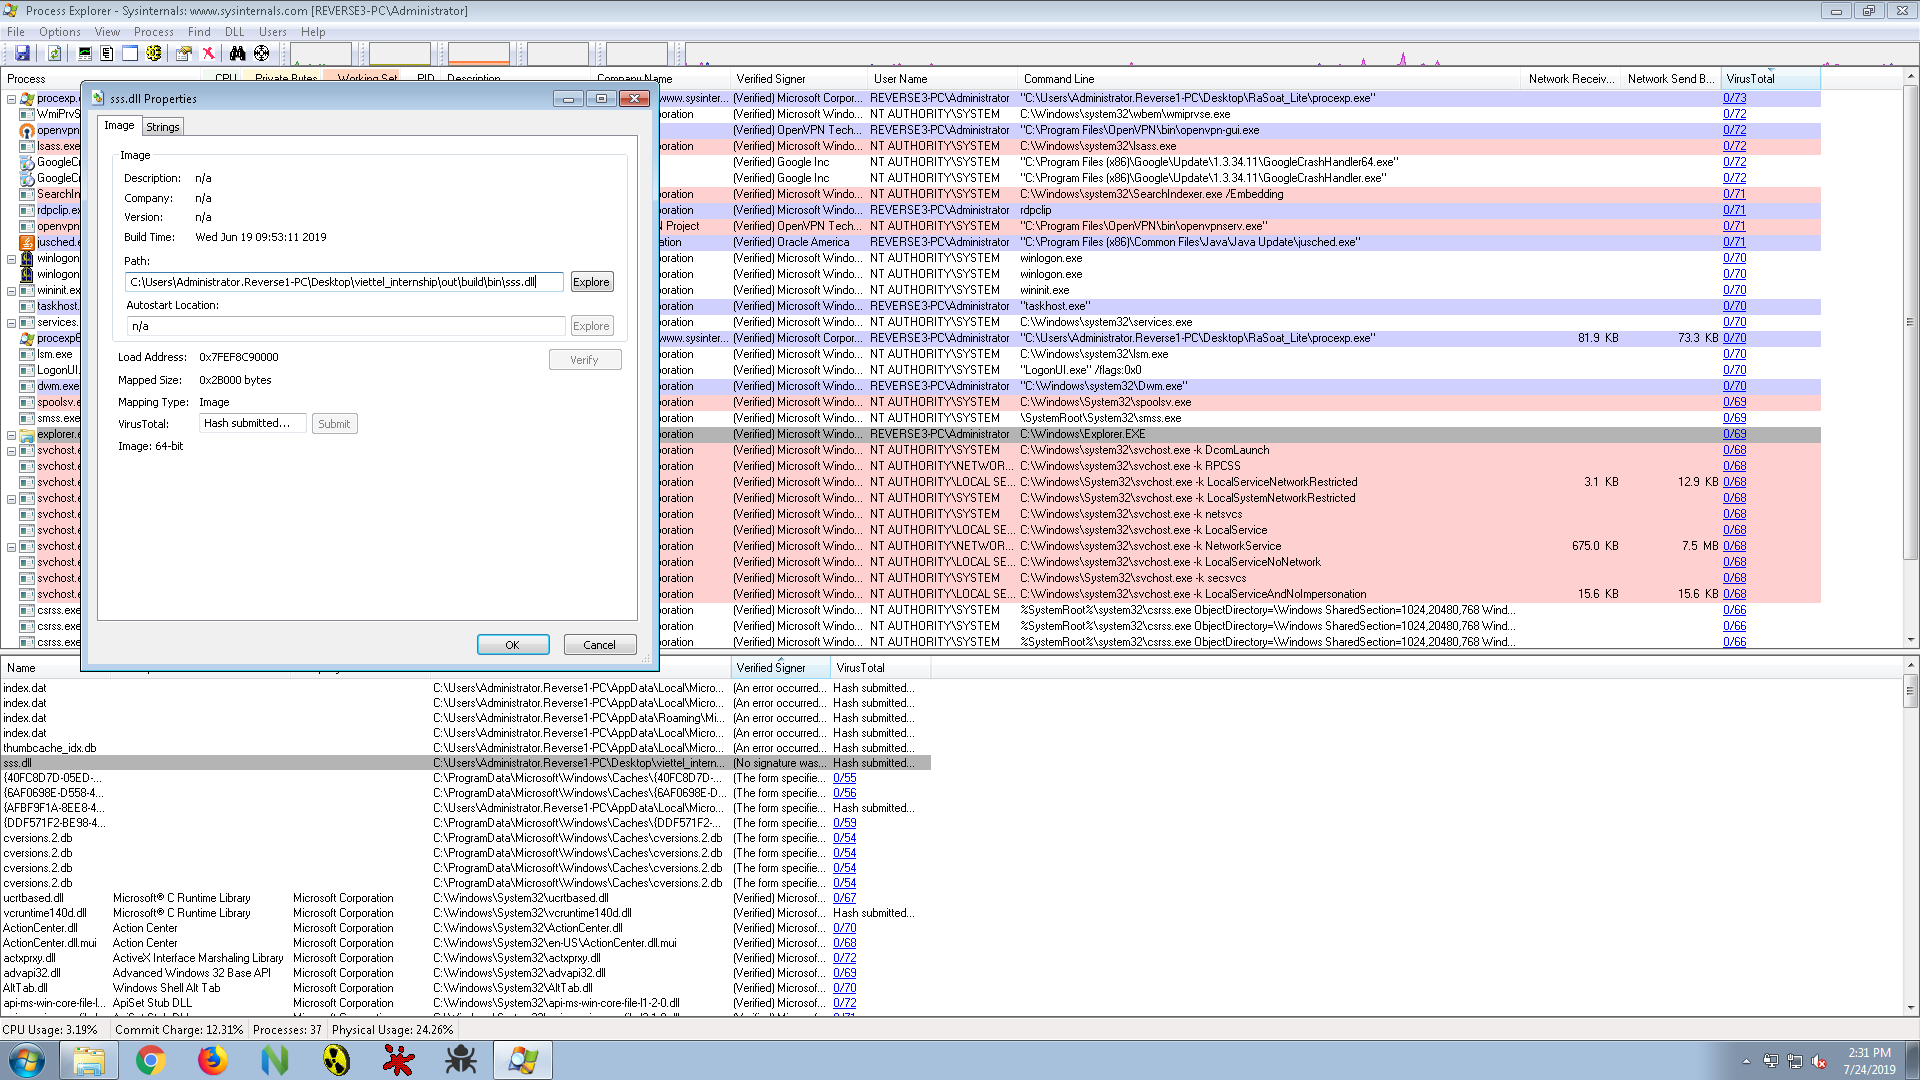 Process Explorer - Sysinternals: www.sysinternals.com [REVERSE3-PC\Administrator]
File Options View Process Find DLL Users Help
Process CPU Private Bytes Working Set PID Description Company Name Verified Signer User Name Command Line Network Receiv... Network Send B... VirusTotal
procexp. www.sysinter... (Verified) Microsoft Corpor... REVERSE3-PC\Administrator "C:\Users\Administrator.Reverse1-PC\Desktop\RaSoat_Lite\procexp.exe" 0/73
WmiPrvS oration (Verified) Microsoft Windo... NT AUTHORITY\SYSTEM C:\Windows\system32\wbem\wmiprvse.exe 0/72
openvpn (Verified) OpenVPN Tech... REVERSE3-PC\Administrator "C:\Program Files\OpenVPN\bin\openvpn-gui.exe 0/72
lsass.exe oration (Verified) Microsoft Windo... NT AUTHORITY\SYSTEM C:\Windows\system32\lsass.exe 0/72
GoogleCr (Verified) Google Inc NT AUTHORITY\SYSTEM "C:\Program Files (x86)\Google\Update\1.3.34.11\GoogleCrashHandler64.exe" 0/72
GoogleCr (Verified) Google Inc NT AUTHORITY\SYSTEM "C:\Program Files (x86)\Google\Update\1.3.34.11\GoogleCrashHandler.exe" 0/72
SearchIn oration (Verified) Microsoft Windo... NT AUTHORITY\SYSTEM C:\Windows\system32\SearchIndexer.exe /Embedding 0/71
rdpclip.e oration (Verified) Microsoft Windo... REVERSE3-PC\Administrator rdpclip 0/71
openvpn N Project (Verified) OpenVPN Tech... NT AUTHORITY\SYSTEM "C:\Program Files\OpenVPN\bin\openvpnserv.exe" 0/71
jusched.e ation (Verified) Oracle America REVERSE3-PC\Administrator "C:\Program Files (x86)\Common Files\Java\Java Update\jusched.exe" 0/71
winlogon oration (Verified) Microsoft Windo... NT AUTHORITY\SYSTEM winlogon.exe 0/70
winlogon oration (Verified) Microsoft Windo... NT AUTHORITY\SYSTEM winlogon.exe 0/70
wininit.ex oration (Verified) Microsoft Windo... NT AUTHORITY\SYSTEM wininit.exe 0/70
taskhost. oration (Verified) Microsoft Windo... REVERSE3-PC\Administrator "taskhost.exe" 0/70
services. oration (Verified) Microsoft Windo... NT AUTHORITY\SYSTEM C:\Windows\system32\services.exe 0/70
procexp6 www.sysinter... (Verified) Microsoft Windo... REVERSE3-PC\Administrator "C:\Users\Administrator.Reverse1-PC\Desktop\RaSoat_Lite\procexp.exe" 81.9 KB 73.3 KB 0/70
lsm.exe oration (Verified) Microsoft Windo... NT AUTHORITY\SYSTEM C:\Windows\system32\lsm.exe 0/70
LogonUI. oration (Verified) Microsoft Windo... NT AUTHORITY\SYSTEM "LogonUI.exe" /flags:0x0 0/70
dwm.exe oration (Verified) Microsoft Windo... REVERSE3-PC\Administrator "C:\Windows\system32\Dwm.exe" 0/70
spoolsv.e oration (Verified) Microsoft Windo... NT AUTHORITY\SYSTEM C:\Windows\System32\spoolsv.exe 0/69
smss.exe oration (Verified) Microsoft Windo... NT AUTHORITY\SYSTEM \SystemRoot\System32\smss.exe 0/69
explorer.e oration (Verified) Microsoft Windo... REVERSE3-PC\Administrator C:\Windows\Explorer.EXE 0/69
svchost.e oration (Verified) Microsoft Windo... NT AUTHORITY\SYSTEM C:\Windows\system32\svchost.exe -k DcomLaunch 0/68
svchost.e oration (Verified) Microsoft Windo... NT AUTHORITY\NETWOR... C:\Windows\system32\svchost.exe -k RPCSS 0/68
svchost.e oration (Verified) Microsoft Windo... NT AUTHORITY\LOCAL SE... C:\Windows\System32\svchost.exe -k LocalServiceNetworkRestricted 3.1 KB 12.9 KB 0/68
svchost.e oration (Verified) Microsoft Windo... NT AUTHORITY\SYSTEM C:\Windows\System32\svchost.exe -k LocalSystemNetworkRestricted 0/68
svchost.e oration (Verified) Microsoft Windo... NT AUTHORITY\SYSTEM C:\Windows\system32\svchost.exe -k netsvcs 0/68
svchost.e oration (Verified) Microsoft Windo... NT AUTHORITY\LOCAL SE... C:\Windows\system32\svchost.exe -k LocalService 0/68
svchost.e oration (Verified) Microsoft Windo... NT AUTHORITY\NETWOR... C:\Windows\system32\svchost.exe -k NetworkService 675.0 KB 7.5 MB 0/68
svchost.e oration (Verified) Microsoft Windo... NT AUTHORITY\LOCAL SE... C:\Windows\system32\svchost.exe -k LocalServiceNoNetwork 0/68
svchost.e oration (Verified) Microsoft Windo... NT AUTHORITY\SYSTEM C:\Windows\System32\svchost.exe -k secsvcs 0/68
svchost.e oration (Verified) Microsoft Windo... NT AUTHORITY\LOCAL SE... C:\Windows\system32\svchost.exe -k LocalServiceAndNoImpersonation 15.6 KB 15.6 KB 0/68
csrss.exe oration (Verified) Microsoft Windo... NT AUTHORITY\SYSTEM %SystemRoot%\system32\csrss.exe ObjectDirectory=\Windows SharedSection=1024,20480,768 Wind... 0/66
csrss.exe oration (Verified) Microsoft Windo... NT AUTHORITY\SYSTEM %SystemRoot%\system32\csrss.exe ObjectDirectory=\Windows SharedSection=1024,20480,768 Wind... 0/66
csrss.exe oration (Verified) Microsoft Windo... NT AUTHORITY\SYSTEM %SystemRoot%\system32\csrss.exe ObjectDirectory=\Windows SharedSection=1024,20480,768 Wind... 0/66
sss.dll Properties
Image Strings
Image
Description: n/a
Company: n/a
Version: n/a
Build Time: Wed Jun 19 09:53:11 2019
Path:
C:\Users\Administrator.Reverse1-PC\Desktop\viettel_internship\out\build\bin\sss.dll Explore
Autostart Location:
n/a Explore
Load Address: 0x7FEF8C90000 Verify
Mapped Size: 0x2B000 bytes
Mapping Type: Image
VirusTotal: Hash submitted... Submit
Image: 64-bit
OK Cancel
Name Verified Signer VirusTotal
index.dat C:\Users\Administrator.Reverse1-PC\AppData\Local\Micro... (An error occurred... Hash submitted...
index.dat C:\Users\Administrator.Reverse1-PC\AppData\Local\Micro... (An error occurred... Hash submitted...
index.dat C:\Users\Administrator.Reverse1-PC\AppData\Roaming\Mi... (An error occurred... Hash submitted...
index.dat C:\Users\Administrator.Reverse1-PC\AppData\Local\Micro... (An error occurred... Hash submitted...
thumbcache_idx.db C:\Users\Administrator.Reverse1-PC\AppData\Local\Micro... (An error occurred... Hash submitted...
sss.dll C:\Users\Administrator.Reverse1-PC\Desktop\viettel_intern... (No signature was... Hash submitted...
{40FC8D7D-05ED-... C:\ProgramData\Microsoft\Windows\Caches\{40FC8D7D-... (The form specifie... 0/55
{6AF0698E-D558-4... C:\ProgramData\Microsoft\Windows\Caches\{6AF0698E-D... (The form specifie... 0/56
{AFBF9F1A-8EE8-4... C:\Users\Administrator.Reverse1-PC\AppData\Local\Micro... (The form specifie... Hash submitted...
{DDF571F2-BE98-4... C:\ProgramData\Microsoft\Windows\Caches\{DDF571F2-... (The form specifie... 0/59
cversions.2.db C:\ProgramData\Microsoft\Windows\Caches\cversions.2.db (The form specifie... 0/54
cversions.2.db C:\ProgramData\Microsoft\Windows\Caches\cversions.2.db (The form specifie... 0/54
cversions.2.db C:\ProgramData\Microsoft\Windows\Caches\cversions.2.db (The form specifie... 0/54
cversions.2.db C:\ProgramData\Microsoft\Windows\Caches\cversions.2.db (The form specifie... 0/54
ucrtbased.dll Microsoft® C Runtime Library Microsoft Corporation C:\Windows\System32\ucrtbased.dll (Verified) Microsof... 0/67
vcruntime140d.dll Microsoft® C Runtime Library Microsoft Corporation C:\Windows\System32\vcruntime140d.dll (Verified) Microsof... Hash submitted...
ActionCenter.dll Action Center Microsoft Corporation C:\Windows\System32\ActionCenter.dll (Verified) Microsof... 0/70
ActionCenter.dll.mui Action Center Microsoft Corporation C:\Windows\System32\en-US\ActionCenter.dll.mui (Verified) Microsof... 0/68
actxprxy.dll ActiveX Interface Marshaling Library Microsoft Corporation C:\Windows\System32\actxprxy.dll (Verified) Microsof... 0/72
advapi32.dll Advanced Windows 32 Base API Microsoft Corporation C:\Windows\System32\advapi32.dll (Verified) Microsof... 0/69
AltTab.dll Windows Shell Alt Tab Microsoft Corporation C:\Windows\System32\AltTab.dll (Verified) Microsof... 0/70
api-ms-win-core-file-l... ApiSet Stub DLL Microsoft Corporation C:\Windows\System32\api-ms-win-core-file-l1-2-0.dll (Verified) Microsof... 0/72
CPU Usage: 3.19% Commit Charge: 12.31% Processes: 37 Physical Usage: 24.26%
2:31 PM
7/24/2019